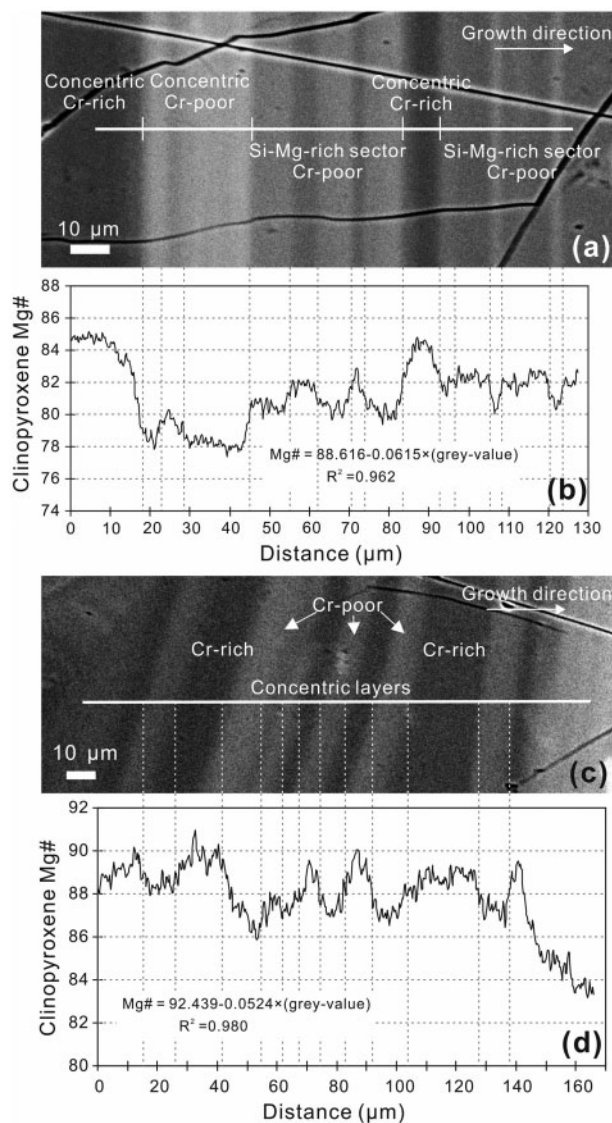 Growth direction
Concentric Concentric
Cr-rich Cr-poor
Concentric
Cr-rich
Si-Mg-rich sector
Cr-poor
Si-Mg-rich sector
Cr-poor
10 µm
(a)
Clinopyroxene Mg#
88
86
84
82
80
78
76
74
Mg# = 88.616-0.0615×(grey-value)
R² =0.962
(b)
0 10 20 30 40 50 60 70 80 90 100 110 120 130
Distance (µm)
Growth direction
Cr-poor
Cr-rich
Cr-rich
Concentric layers
10 µm
(c)
Clinopyroxene Mg#
92
90
88
86
84
82
80
Mg# = 92.439-0.0524×(grey-value)
R² =0.980
(d)
0 20 40 60 80 100 120 140 160
Distance (µm)